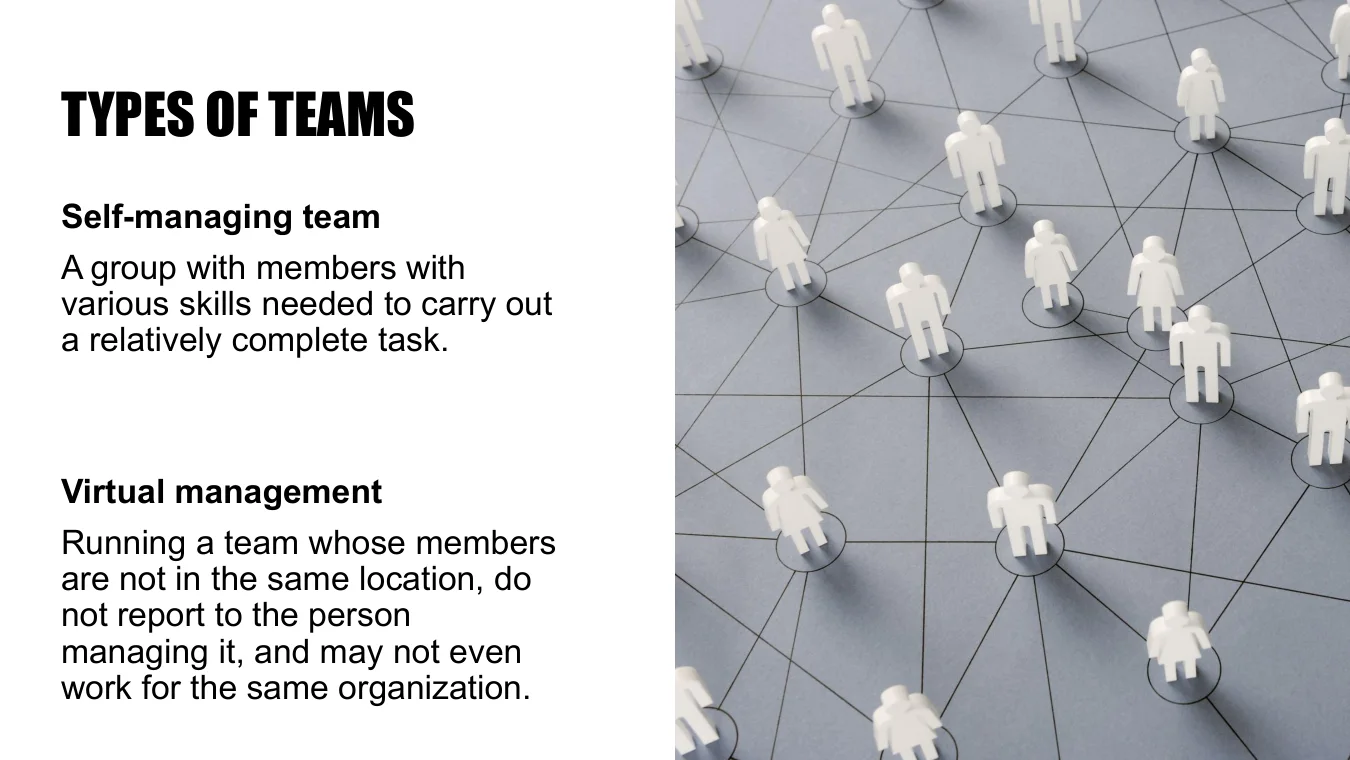 TYPES OF TEAMS
Self-managing team
A group with members with
various skills needed to carry out
a relatively complete task.
Virtual management
Running a team whose members
are not in the same location, do
not report to the person
managing it, and may not even
work for the same organization.